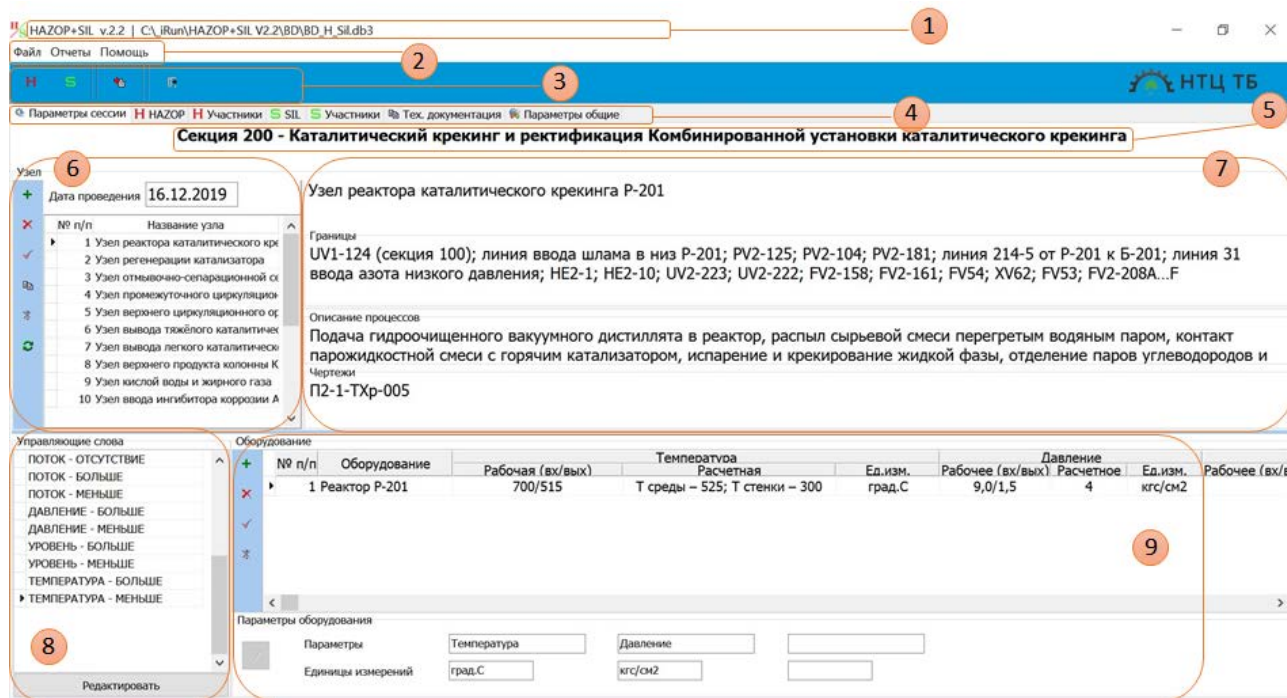 HAZOP+SIL v.2.2 | C:\_iRun\HAZOP+SIL V2.2\BD\BD_H_Sil.db3
1
Файл Отчеты Помощь
2
H S
3
НТЦ ТБ
Параметры сессии H HAZOP H Участники S SIL S Участники Тех. документация Параметры общие
4
5
Секция 200 - Каталитический крекинг и ректификация Комбинированной установки каталитического крекинга
Узел
6
7
Дата проведения 16.12.2019
№ п/п Название узла
1 Узел реактора каталитического кре
2 Узел регенерации катализатора
3 Узел отмывочно-сепарационной се
4 Узел промежуточного циркуляцион
5 Узел верхнего циркуляционного ор
6 Узел вывода тяжёлого каталитичес
7 Узел вывода легкого каталитическо
8 Узел верхнего продукта колонны К
9 Узел кислой воды и жирного газа
10 Узел ввода ингибитора коррозии А
Узел реактора каталитического крекинга Р-201
Границы
UV1-124 (секция 100); линия ввода шлама в низ Р-201; PV2-125; PV2-104; PV2-181; линия 214-5 от Р-201 к Б-201; линия 31
ввода азота низкого давления; HE2-1; HE2-10; UV2-223; UV2-222; FV2-158; FV2-161; FV54; XV62; FV53; FV2-208A...F
Описание процессов
Подача гидроочищенного вакуумного дистиллята в реактор, распыл сырьевой смеси перегретым водяным паром, контакт
парожидкостной смеси с горячим катализатором, испарение и крекирование жидкой фазы, отделение паров углеводородов и
Чертежи
П2-1-ТХр-005
Управляющие слова
ПОТОК - ОТСУТСТВИЕ
ПОТОК - БОЛЬШЕ
ПОТОК - МЕНЬШЕ
ДАВЛЕНИЕ - БОЛЬШЕ
ДАВЛЕНИЕ - МЕНЬШЕ
УРОВЕНЬ - БОЛЬШЕ
УРОВЕНЬ - МЕНЬШЕ
ТЕМПЕРАТУРА - БОЛЬШЕ
ТЕМПЕРАТУРА - МЕНЬШЕ
8
Редактировать
Оборудование
№ п/п Оборудование Температура Давление
Рабочая (вх/вых) Расчетная Ед.изм. Рабочее (вх/вых) Расчетное Ед.изм. Рабочее (вх/в
1 Реактор Р-201 700/515 Т среды – 525; Т стенки – 300 град.С 9,0/1,5 4 кгс/см2
9
Параметры оборудования
Параметры Температура Давление
Единицы измерений град.С кгс/см2